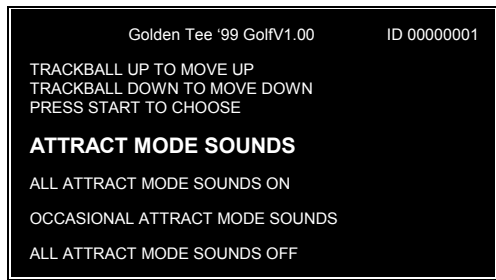 Golden Tee ‘99 GolfV1.00 ID 00000001
TRACKBALL UP TO MOVE UP
TRACKBALL DOWN TO MOVE DOWN
PRESS START TO CHOOSE
ATTRACT MODE SOUNDS
ALL ATTRACT MODE SOUNDS ON
OCCASIONAL ATTRACT MODE SOUNDS
ALL ATTRACT MODE SOUNDS OFF